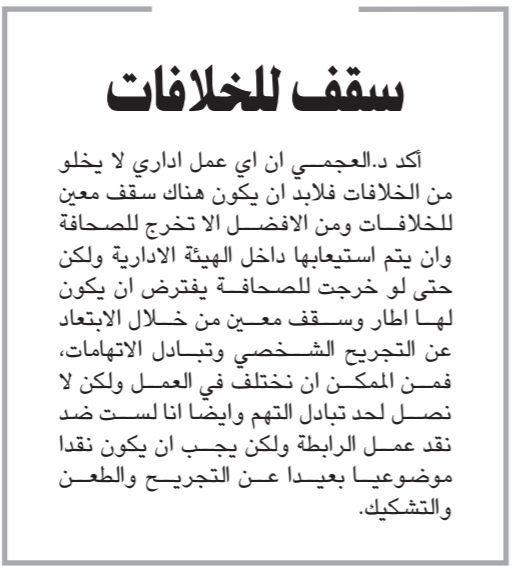 سقف للخلافات
أكد د.العجمي ان اي عمل اداري لا يخلو
من الخلافات فلابد ان يكون هناك سقف معين
للخلافات ومن الافضل الا تخرج للصحافة
وان يتم استيعابها داخل الهيئة الادارية ولكن
حتى لو خرجت للصحافة يفترض ان يكون
لها اطار وسقف معين من خلال الابتعاد
عن التجريح الشخصي وتبادل الاتهامات،
فمن الممكن ان نختلف في العمل ولكن لا
نصل لحد تبادل التهم وايضا انا لست ضد
نقد عمل الرابطة ولكن يجب ان يكون نقدا
موضوعيا بعيدا عن التجريح والطعن
والتشكيك.